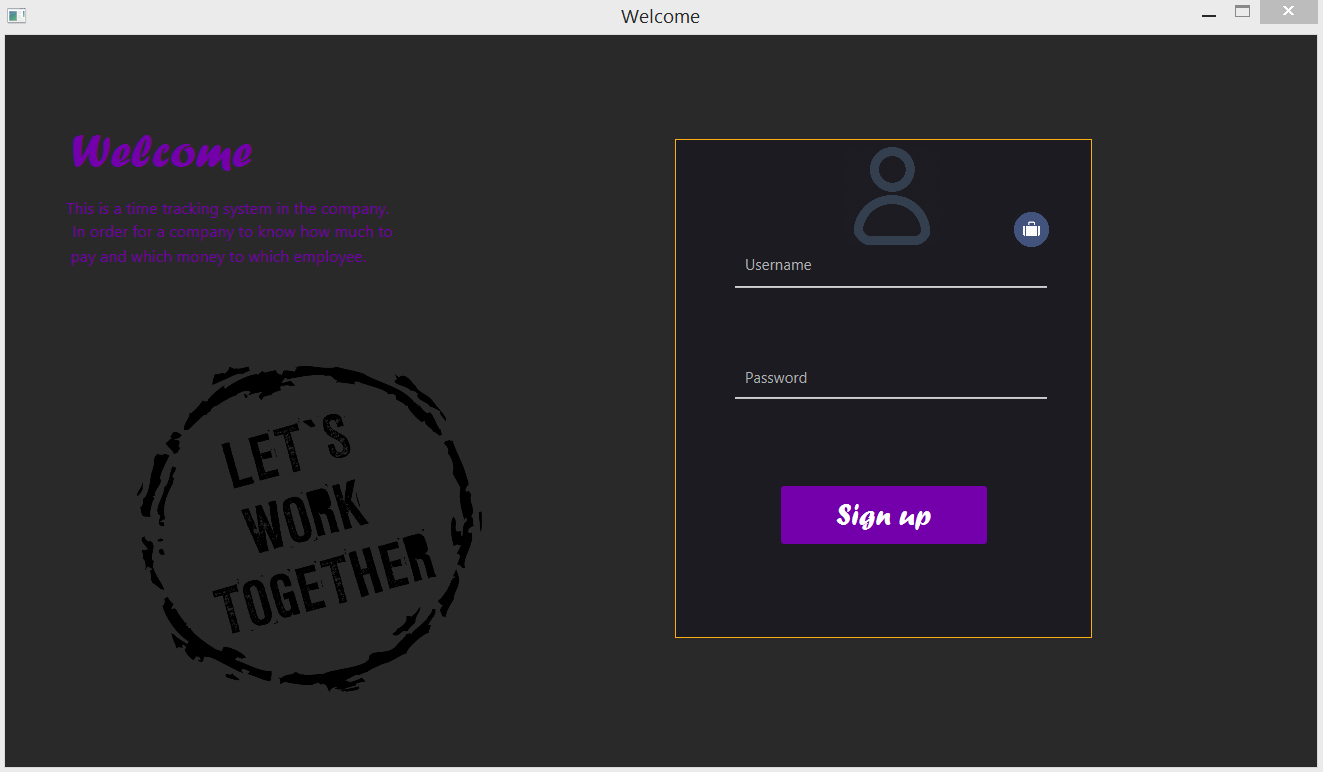 Welcome
Welcome
This is a time tracking system in the company.
In order for a company to know how much to
pay and which money to which employee.
Username
Password
Sign up
LET`S
WORK
TOGETHER